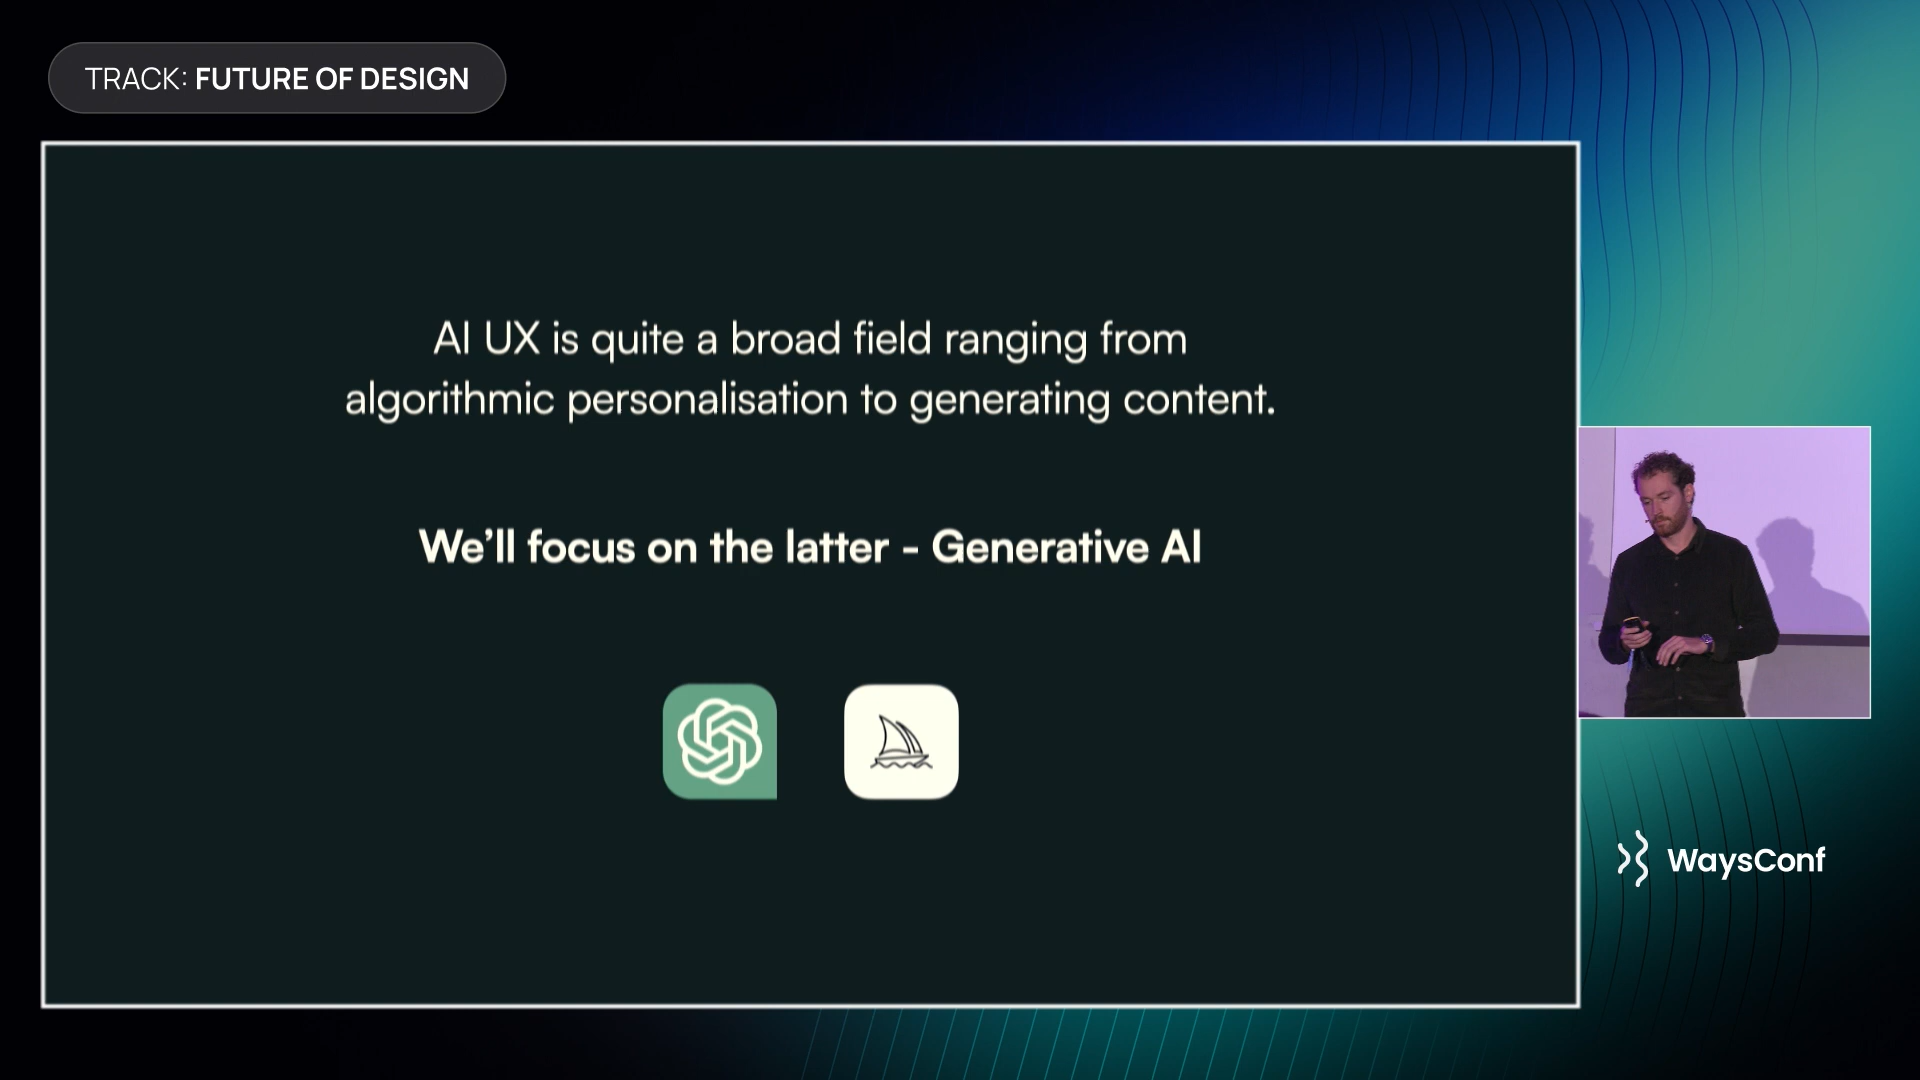 TRACK: FUTURE OF DESIGN
AI UX is quite a broad field ranging from
algorithmic personalisation to generating content.
We’ll focus on the latter - Generative AI
WaysConf